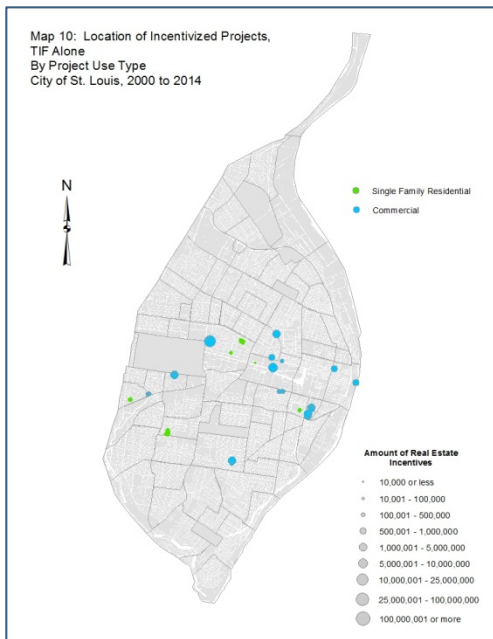 Map 10: Location of Incentivized Projects,
TIF Alone
By Project Use Type
City of St. Louis, 2000 to 2014
N
Single Family Residential
Commercial
Amount of Real Estate
Incentives
10,000 or less
10,001 - 100,000
100,001 - 500,000
500,001 - 1,000,000
1,000,001 - 5,000,000
5,000,001 - 10,000,000
10,000,001 - 25,000,000
25,000,001 - 100,000,000
100,000,001 or more